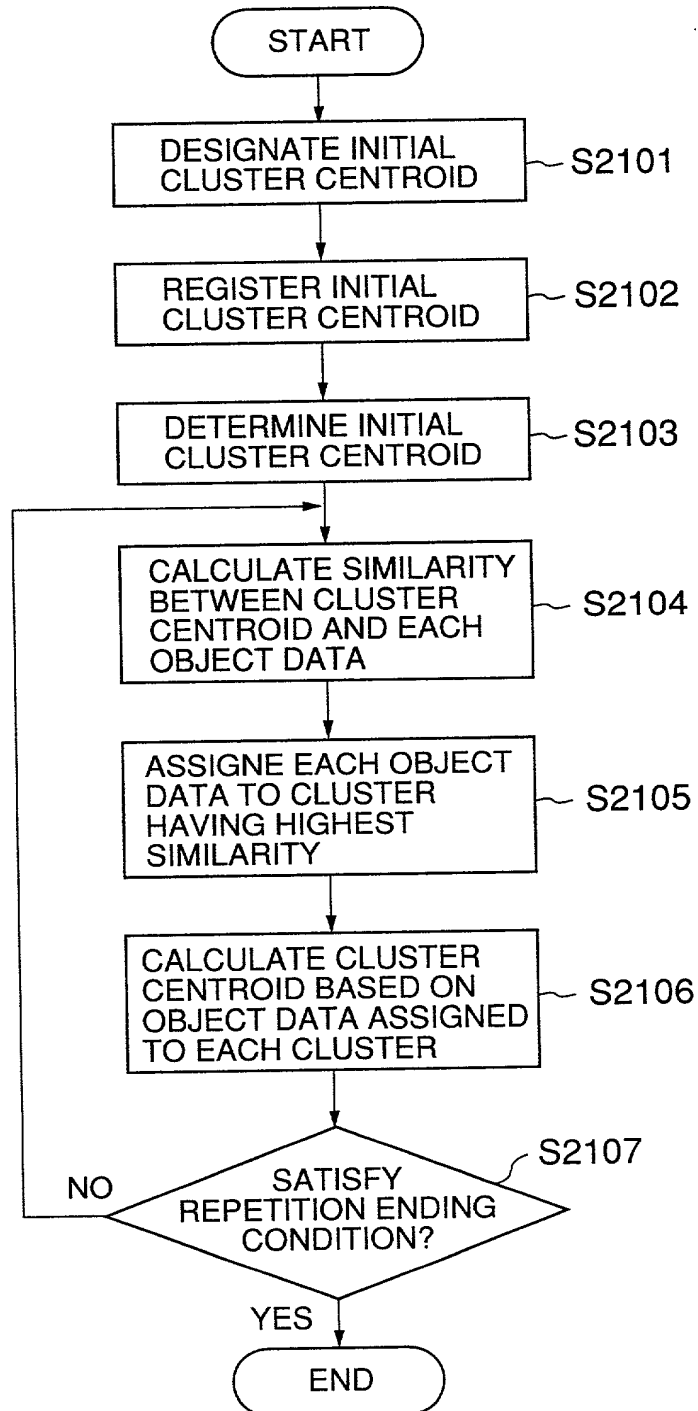 START
DESIGNATE INITIAL
CLUSTER CENTROID
S2101
REGISTER INITIAL
CLUSTER CENTROID
S2102
DETERMINE INITIAL
CLUSTER CENTROID
S2103
CALCULATE SIMILARITY
BETWEEN CLUSTER
CENTROID AND EACH
OBJECT DATA
S2104
ASSIGNE EACH OBJECT
DATA TO CLUSTER
HAVING HIGHEST
SIMILARITY
S2105
CALCULATE CLUSTER
CENTROID BASED ON
OBJECT DATA ASSIGNED
TO EACH CLUSTER
S2106
S2107
NO
SATISFY
REPETITION ENDING
CONDITION?
YES
END